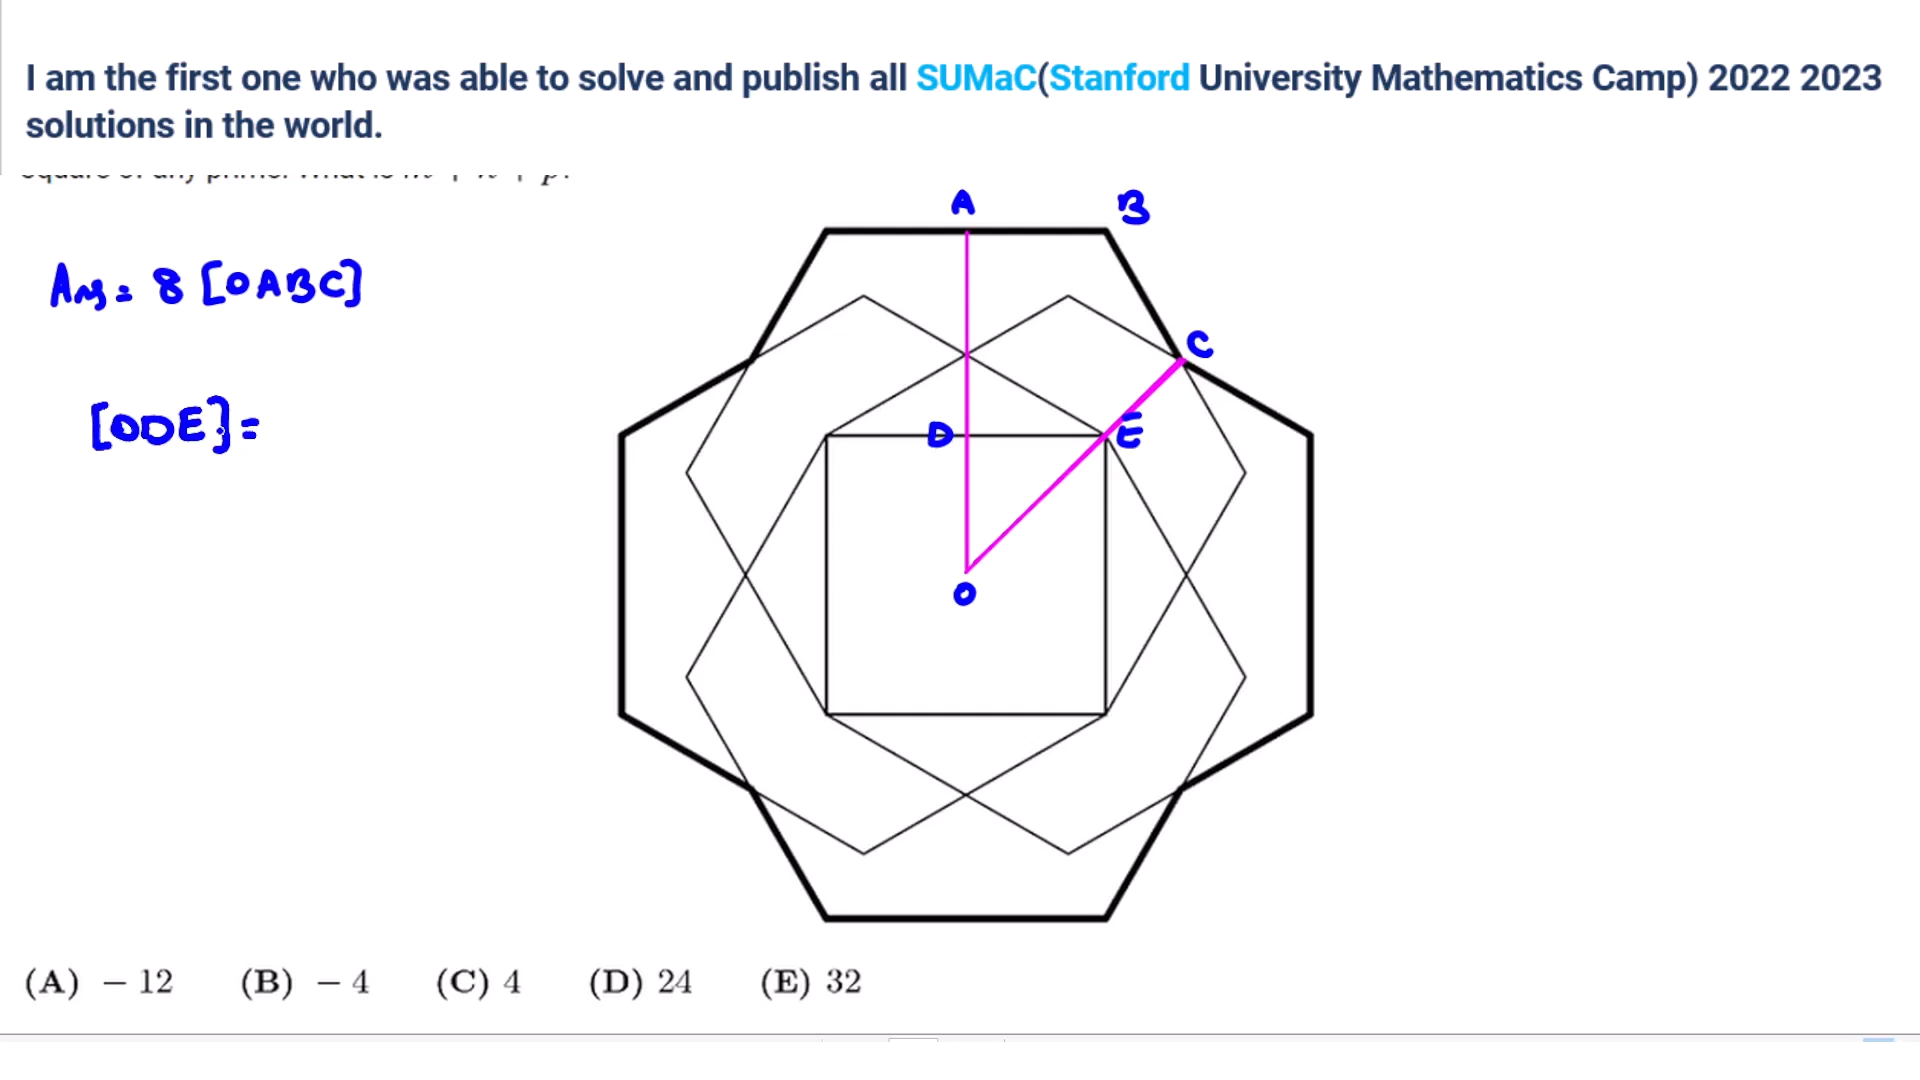 I am the first one who was able to solve and publish all SUMaC(Stanford University Mathematics Camp) 2022 2023
solutions in the world.
A
B
Ans = 8 [OABC]
C
[ODE] =
D
E
O
(A) − 12 (B) − 4 (C) 4 (D) 24 (E) 32